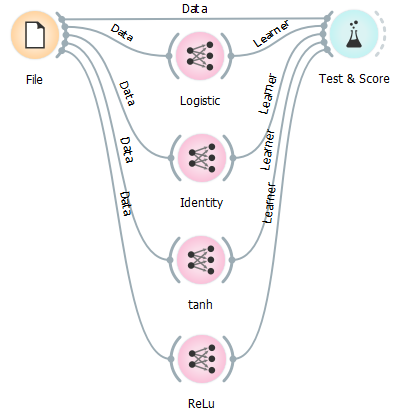 Data
Data
Learner
File
Logistic
Test & Score
Data
Learner
Identity
Data
Learner
tanh
Data
Learner
ReLu